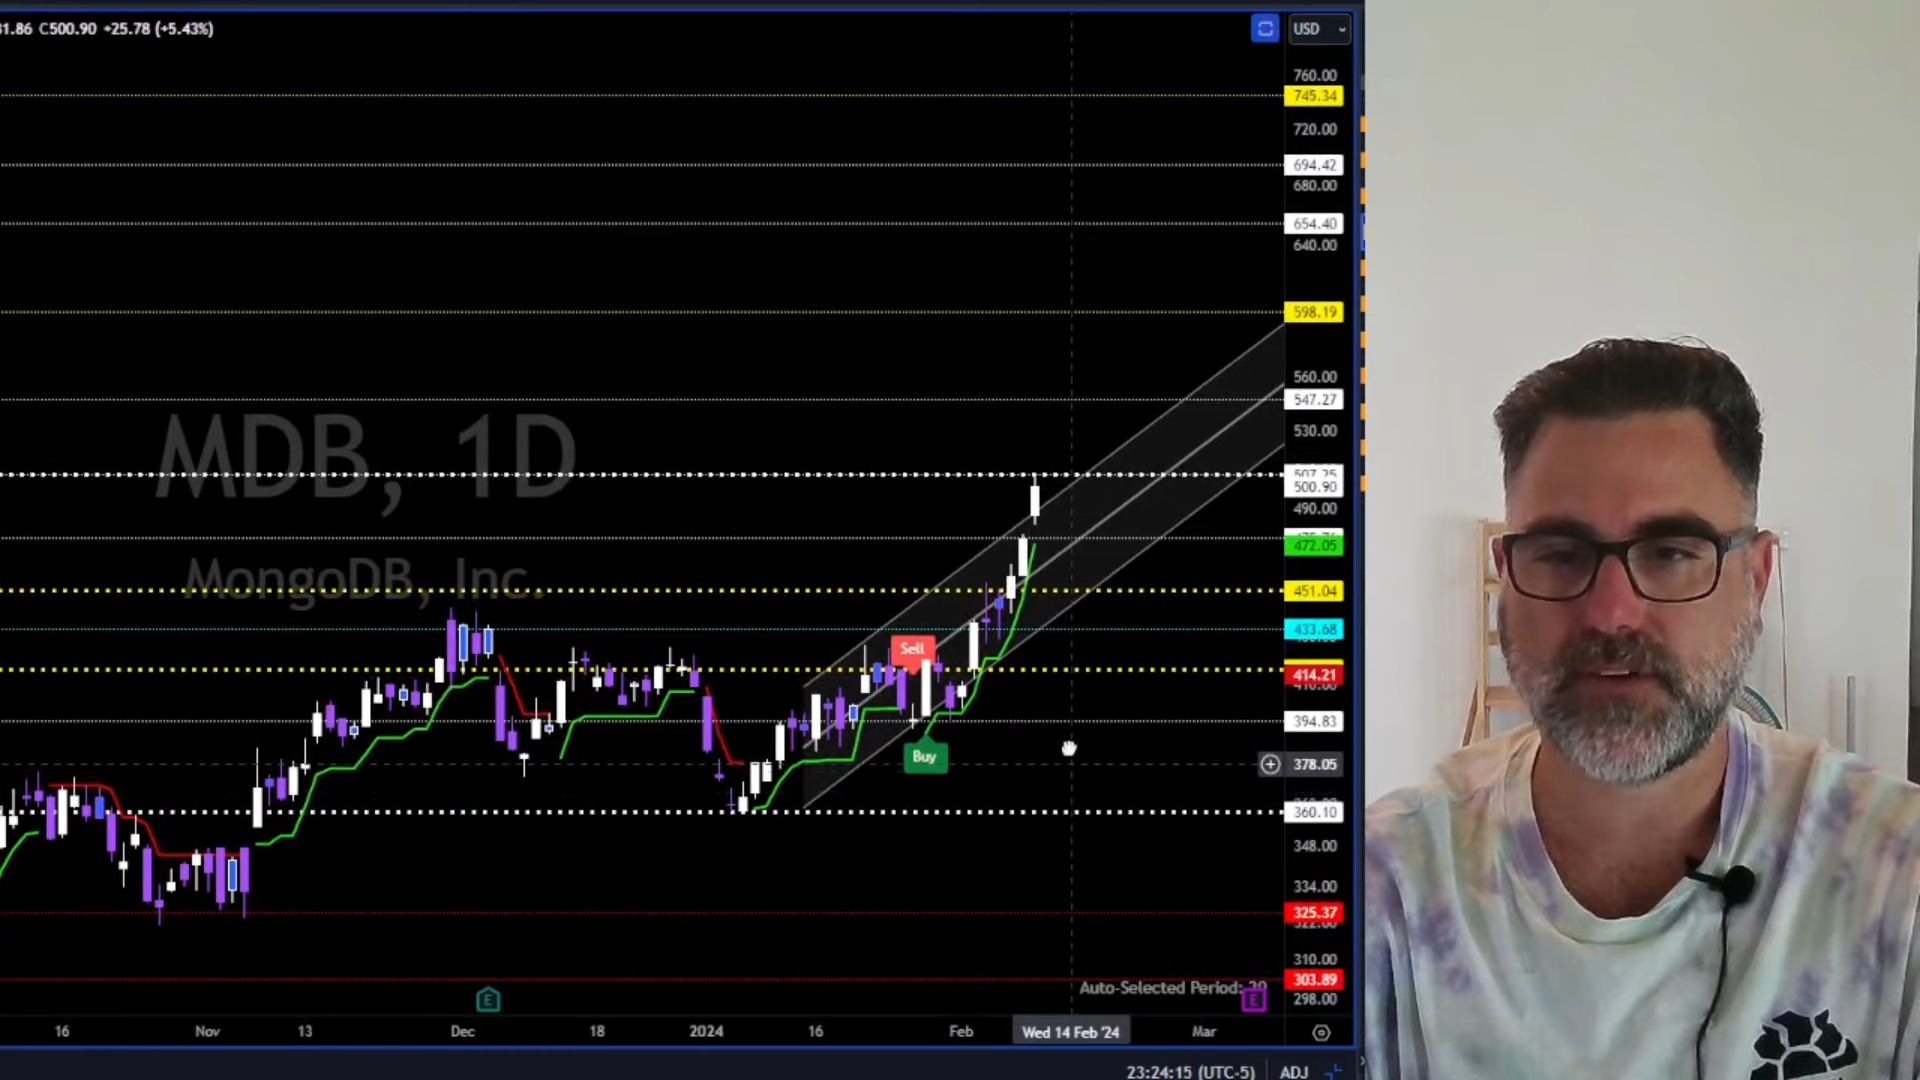 C500.90 +25.78 (+5.43%)
USD
760.00
745.34
720.00
694.42
680.00
654.40
640.00
598.19
560.00
547.27
530.00
507.25
500.90
490.00
472.05
451.04
433.68
414.21
394.83
378.05
360.10
348.00
334.00
325.37
310.00
303.89
298.00
MDB, 1D
MongoDB, Inc.
Sell
Buy
Auto-Selected Period: 20
E
E
16
Nov
13
Dec
18
2024
16
Feb
Wed 14 Feb '24
Mar
23:24:15 (UTC-5)
ADJ